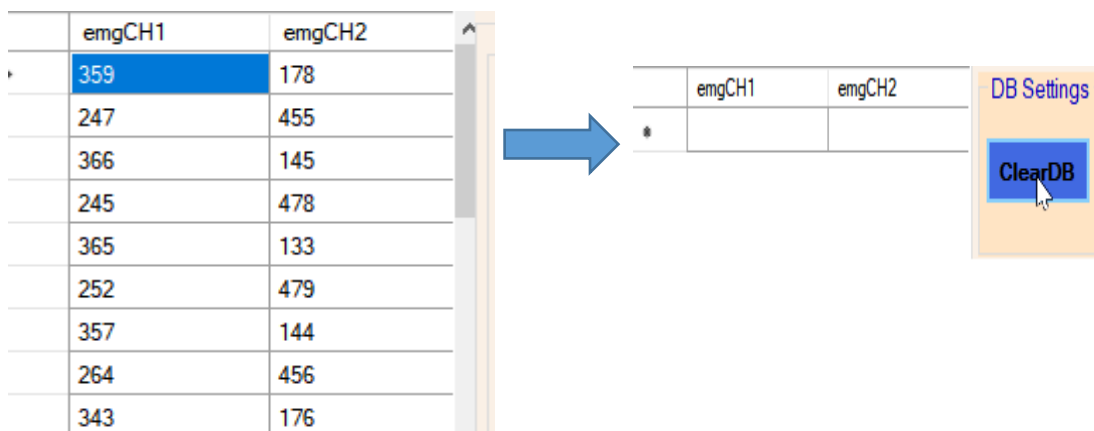 emgCH1 emgCH2
359 178
247 455
366 145
245 478
365 133
252 479
357 144
264 456
343 176
emgCH1 emgCH2
*
DB Settings
ClearDB